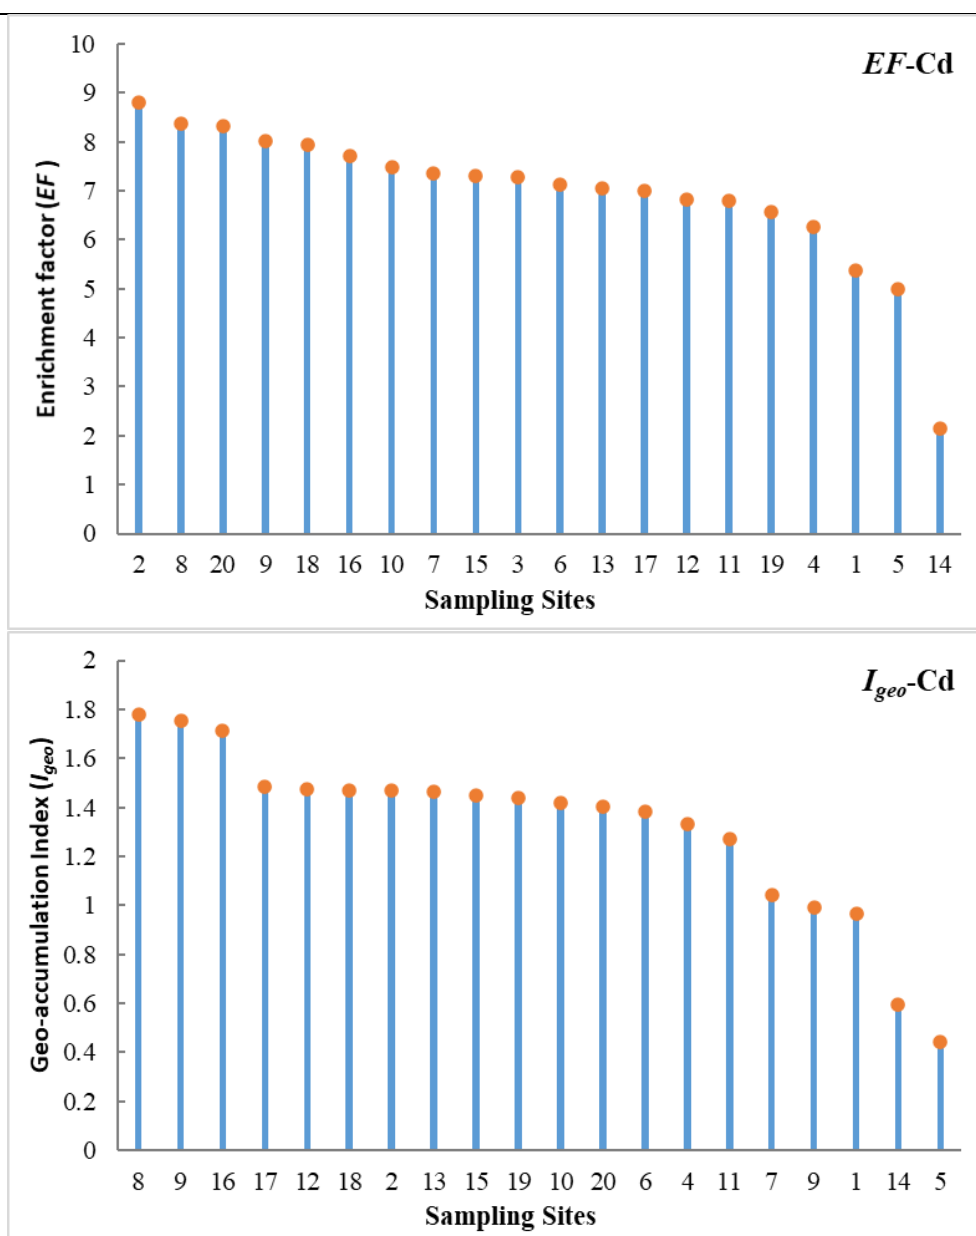 EF-Cd
Enrichment factor (EF)
10
9
8
7
6
5
4
3
2
1
0
2 8 20 9 18 16 10 7 15 3 6 13 17 12 11 19 4 1 5 14
Sampling Sites
Igeo-Cd
Geo-accumulation Index (Igeo)
2
1.8
1.6
1.4
1.2
1
0.8
0.6
0.4
0.2
0
8 9 16 17 12 18 2 13 15 19 10 20 6 4 11 7 9 1 14 5
Sampling Sites